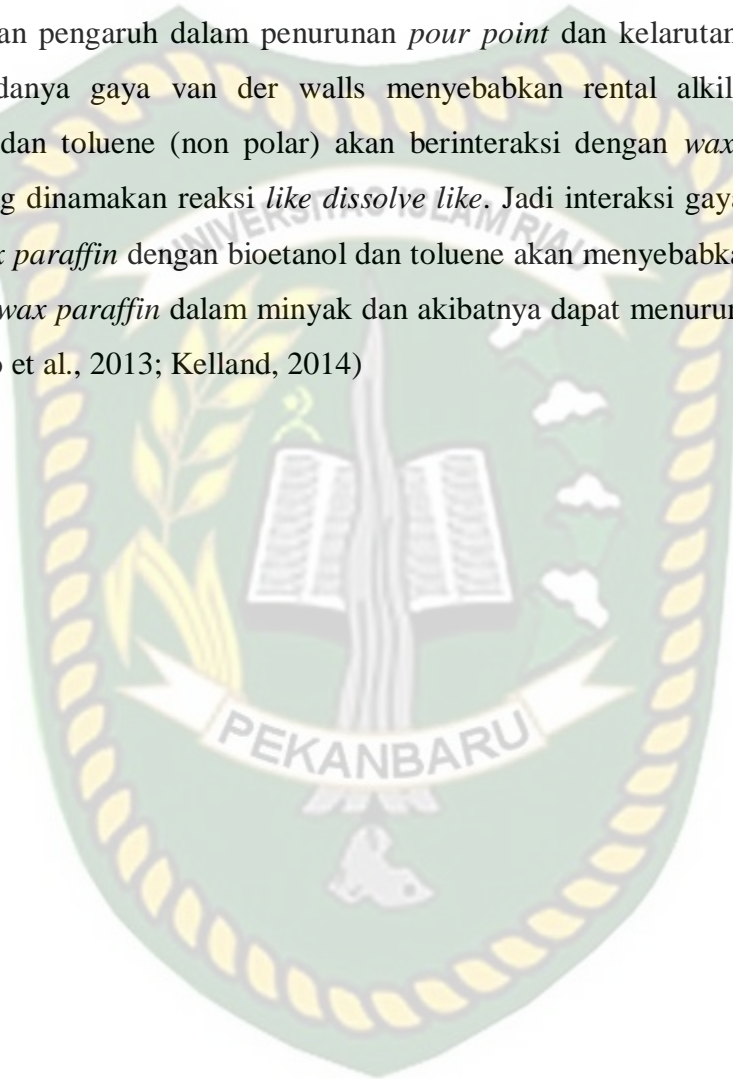 an pengaruh dalam penurunan pour point dan kelarutan
danya gaya van der walls menyebabkan rental alkil
dan toluene (non polar) akan berinteraksi dengan wax
g dinamakan reaksi like dissolve like. Jadi interaksi gaya
x paraffin dengan bioetanol dan toluene akan menyebabka
wax paraffin dalam minyak dan akibatnya dapat menurun
o et al., 2013; Kelland, 2014)
UNIVERSITAS ISLAM RIAU
PEKANBARU